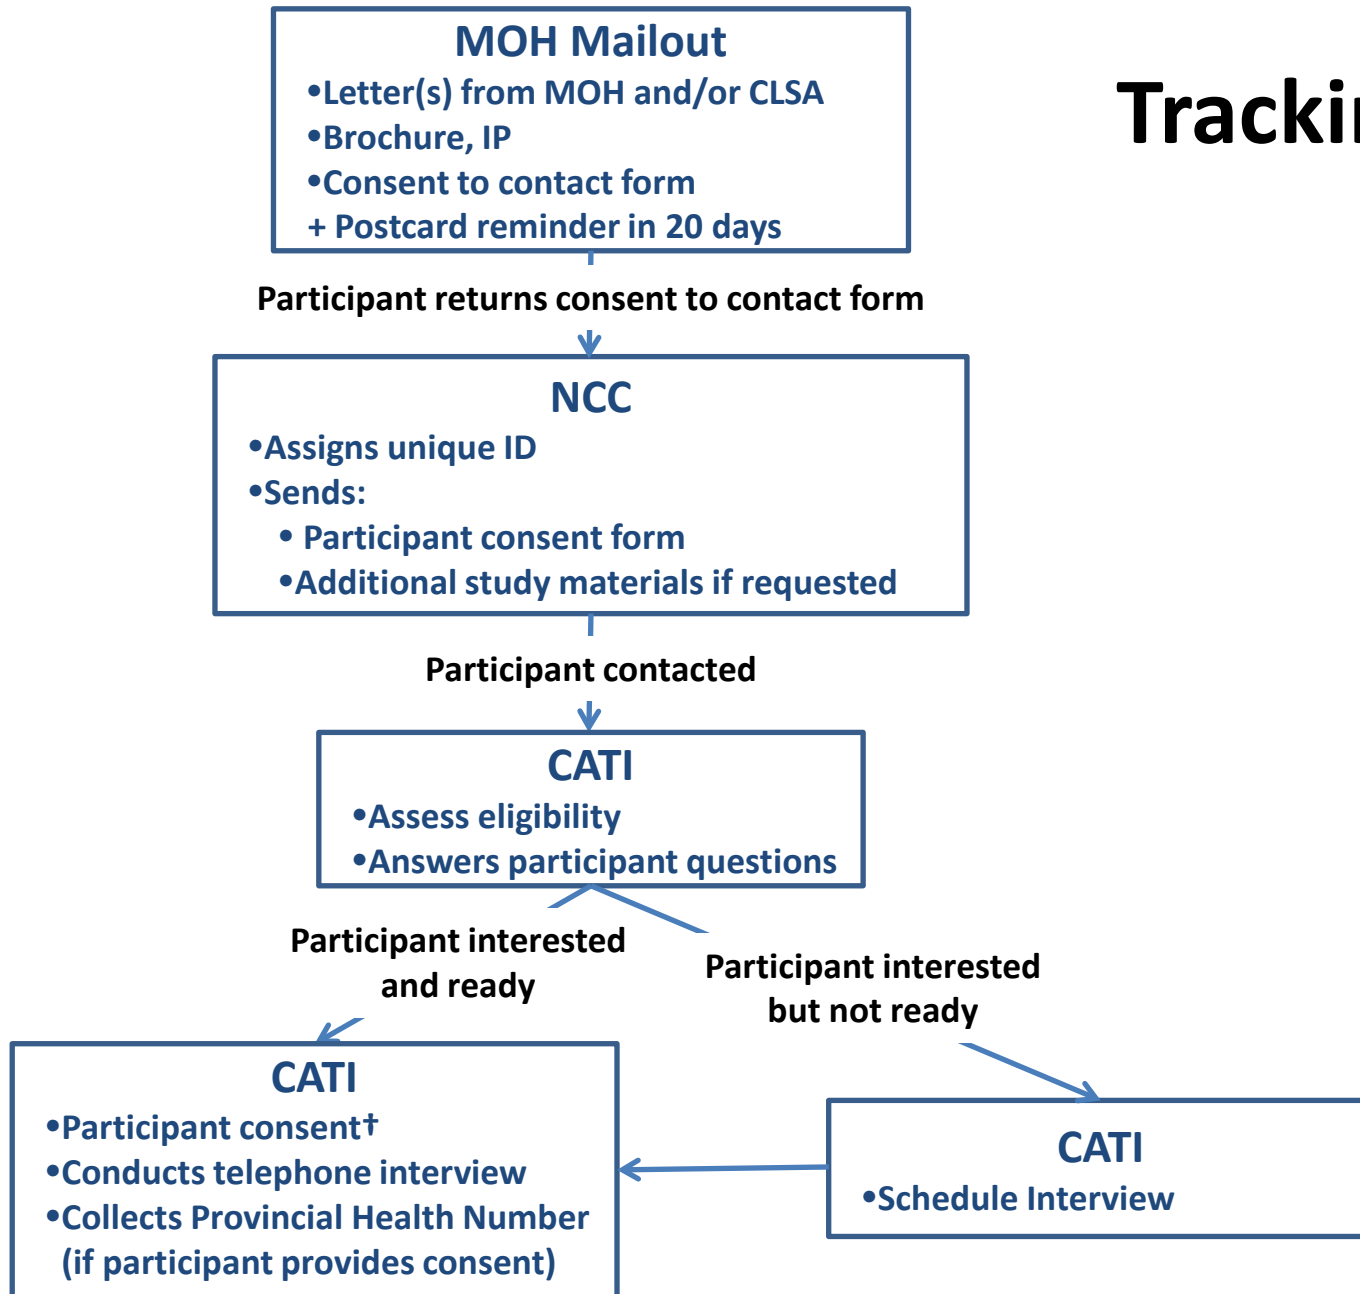 MOH Mailout
•Letter(s) from MOH and/or CLSA
•Brochure, IP
•Consent to contact form
+ Postcard reminder in 20 days
Trackin
Participant returns consent to contact form
NCC
•Assigns unique ID
•Sends:
• Participant consent form
•Additional study materials if requested
Participant contacted
CATI
•Assess eligibility
•Answers participant questions
Participant interested
and ready
Participant interested
but not ready
CATI
•Participant consent†
•Conducts telephone interview
•Collects Provincial Health Number
(if participant provides consent)
CATI
•Schedule Interview